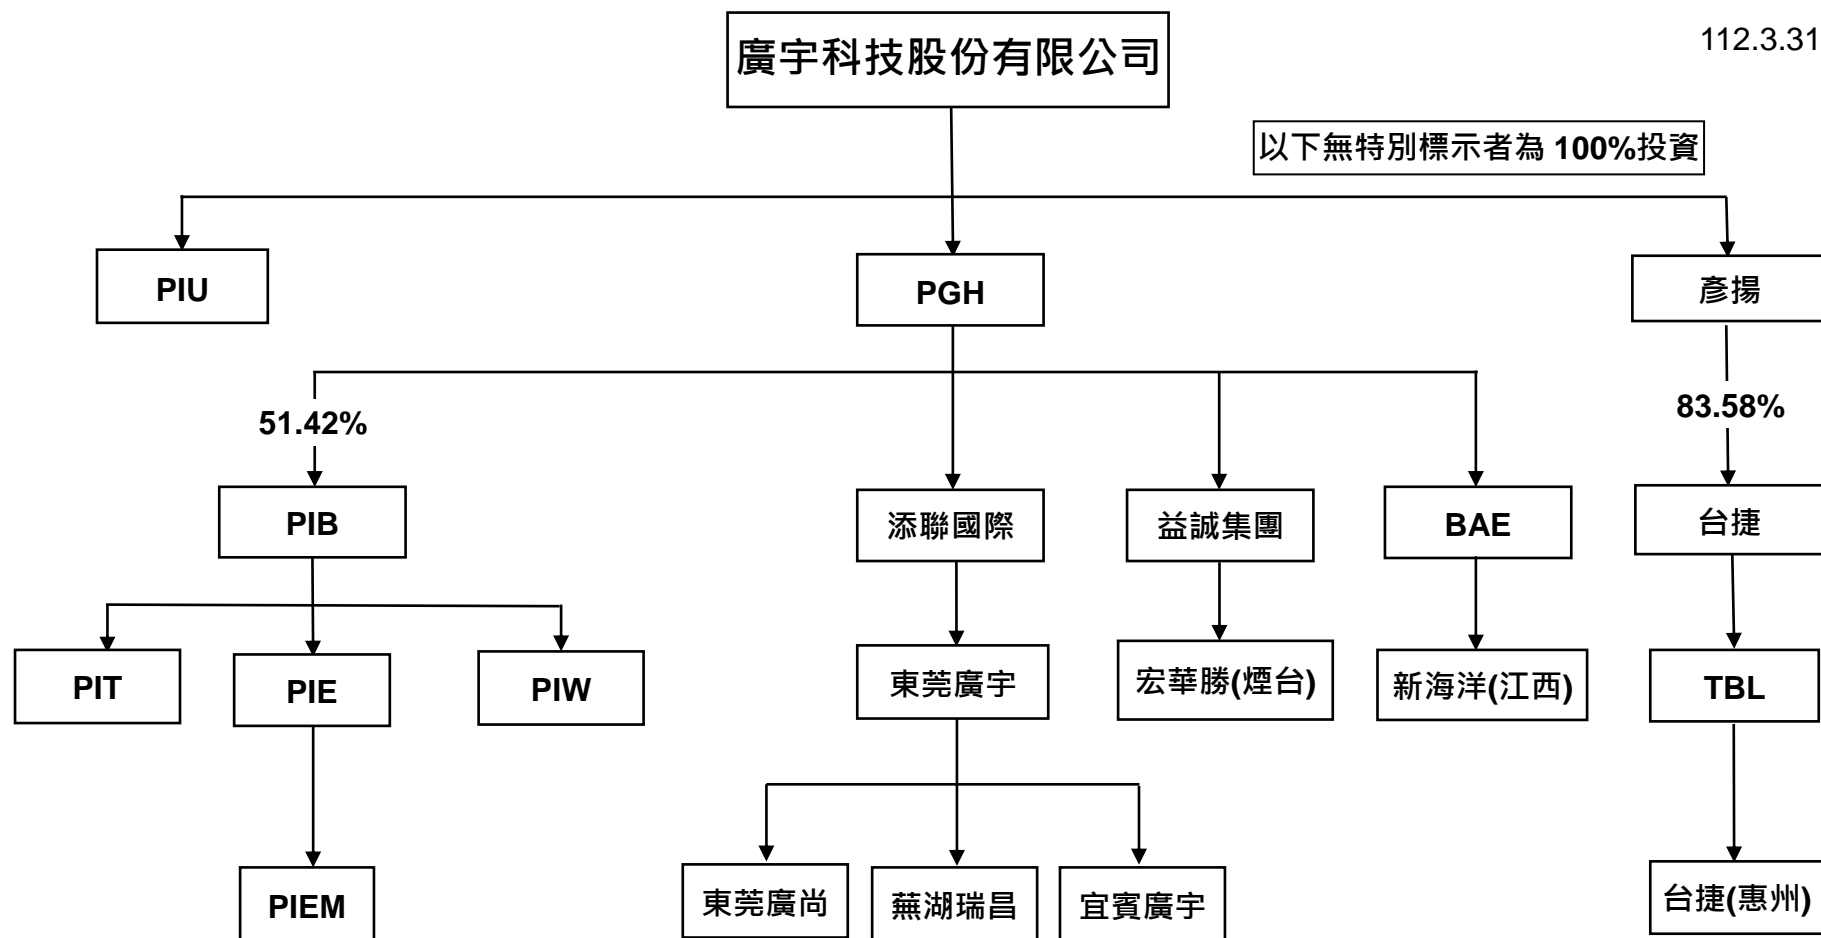 廣宇科技股份有限公司
112.3.31
以下無特別標示者為 100%投資
PIU
PGH
彥揚
51.42%
83.58%
PIB
添聯國際
益誠集團
BAE
台捷
PIT
PIE
PIW
東莞廣宇
宏華勝(煙台)
新海洋(江西)
TBL
PIEM
東莞廣尚
蕪湖瑞昌
宜賓廣宇
台捷(惠州)